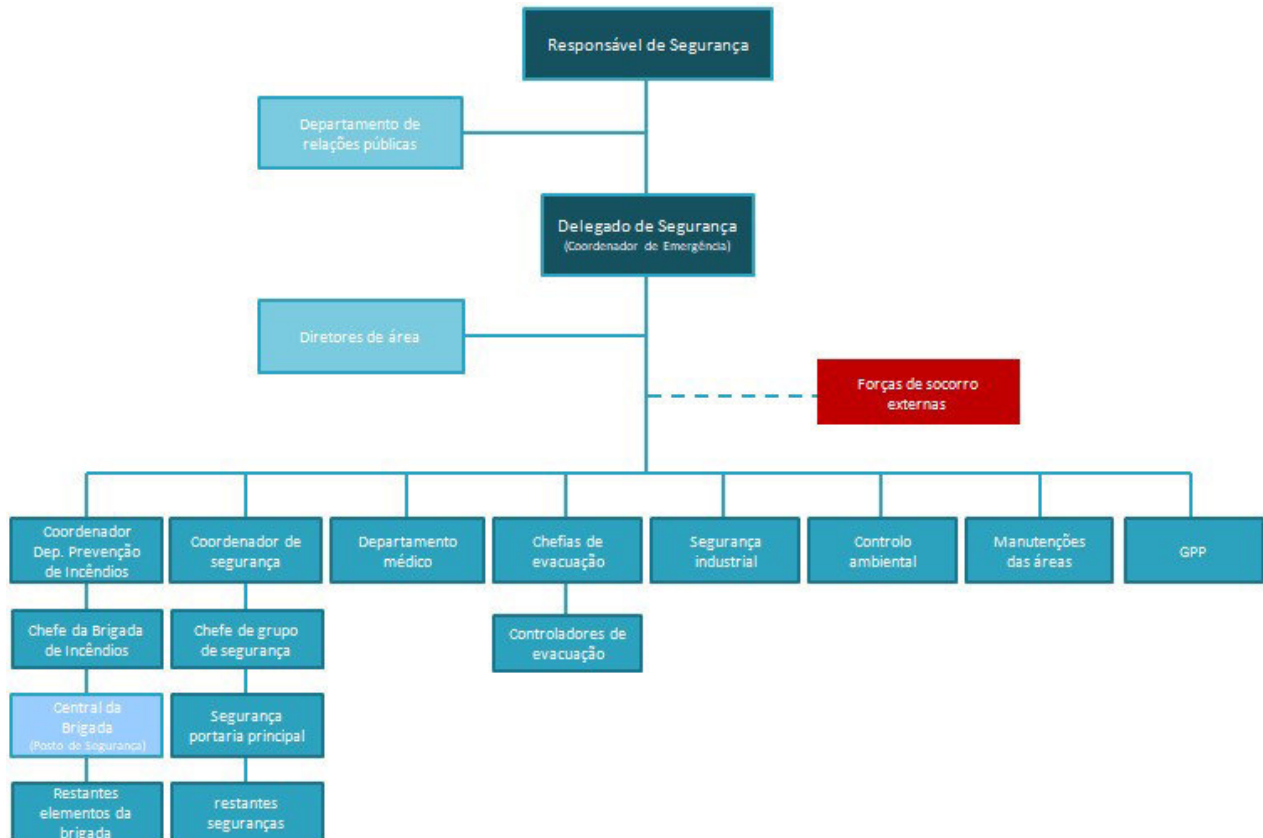 Responsável de Segurança
Departamento de
relações públicas
Delegado de Segurança
(Coordenador de Emergência)
Diretores de área
Forças de socorro
externas
Coordenador
Dep. Prevenção
de Incêndios
Coordenador de
segurança
Departamento
médico
Chefias de
evacuação
Segurança
industrial
Controlo
ambiental
Manutenções
das áreas
GPP
Chefe da Brigada
de Incêndios
Chefe de grupo
de segurança
Controladores de
evacuação
Central da
Brigada
(Posto de Segurança)
Segurança
portaria principal
Restantes
elementos da
brigada
restantes
seguranças